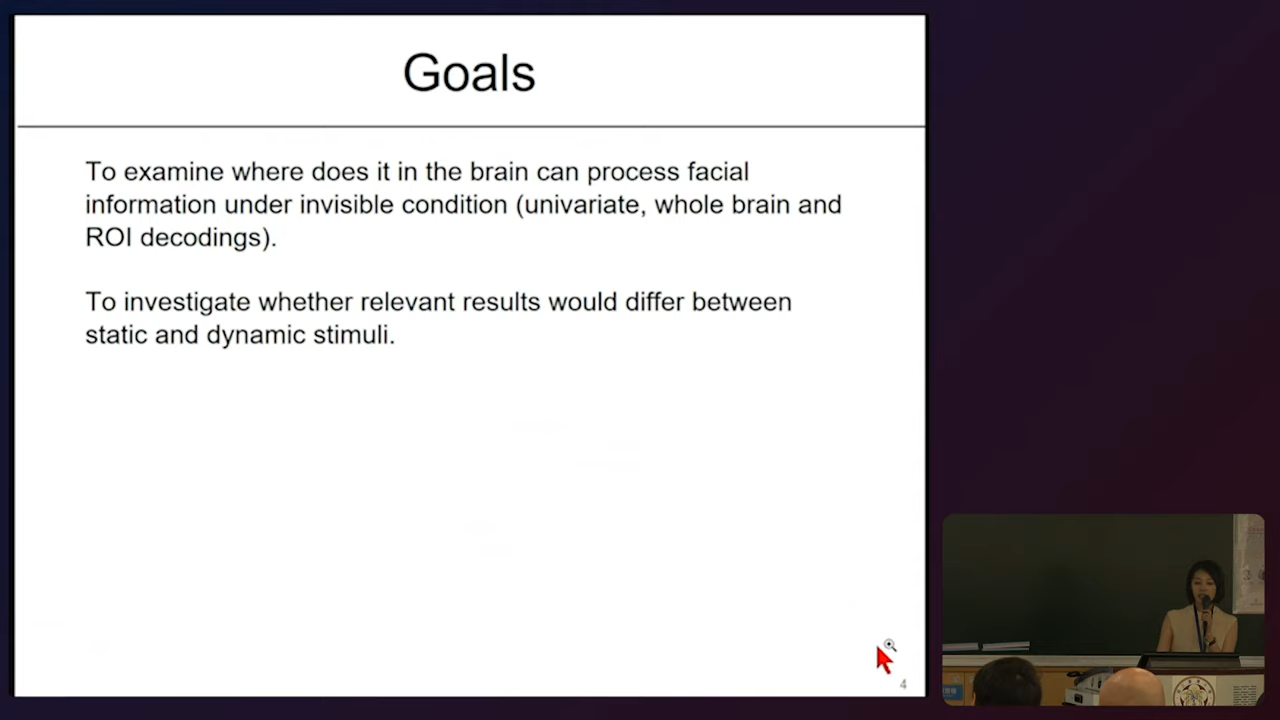 Goals
To examine where does it in the brain can process facial
information under invisible condition (univariate, whole brain and
ROI decodings).
To investigate whether relevant results would differ between
static and dynamic stimuli.
4